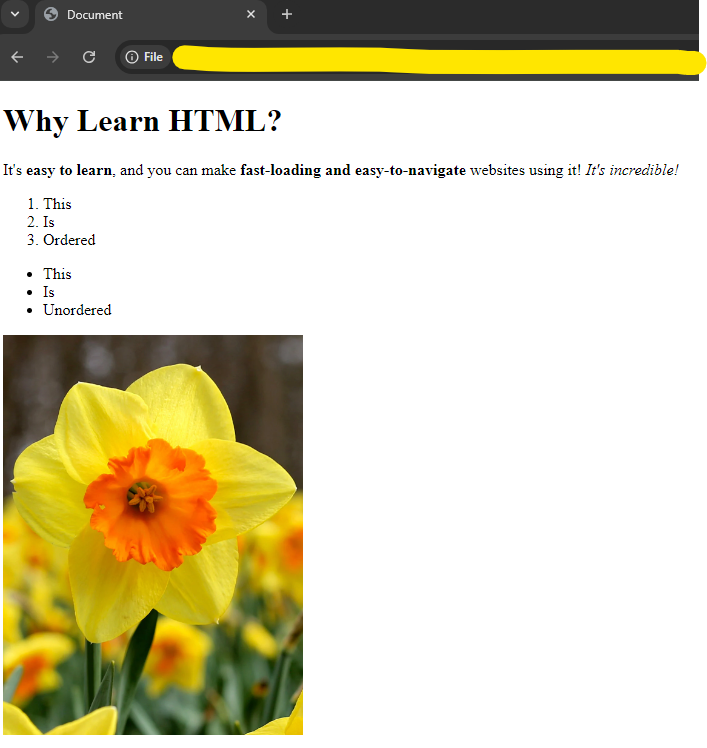 Document
File
Why Learn HTML?
It's easy to learn, and you can make fast-loading and easy-to-navigate websites using it! It's incredible!
1. This
2. Is
3. Ordered
• This
• Is
• Unordered